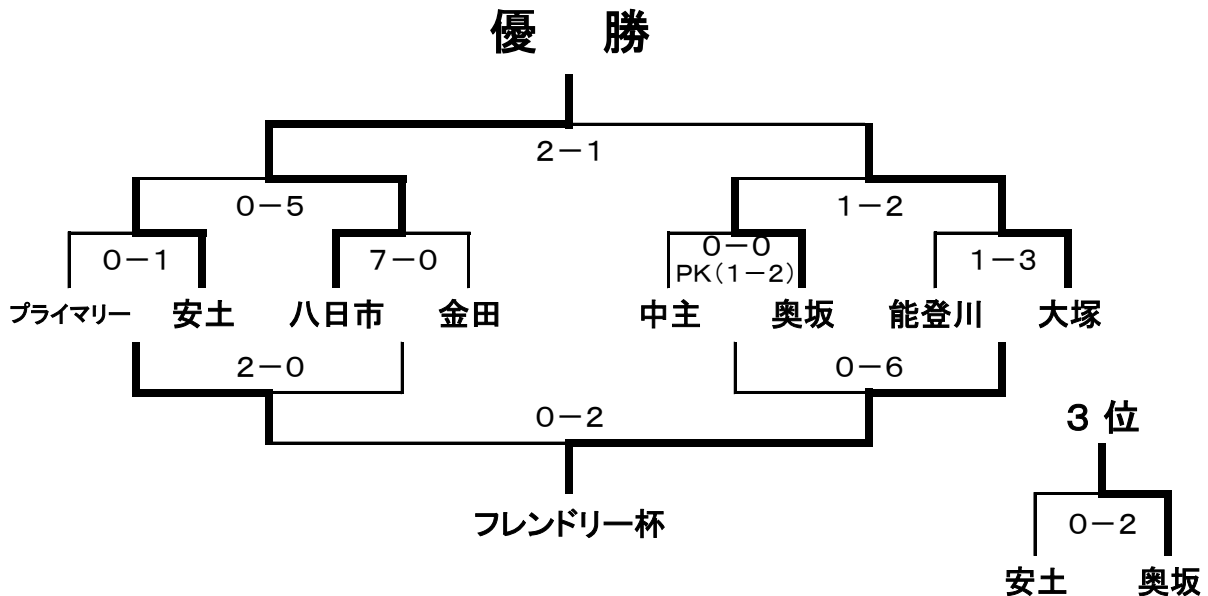 優 勝
2－1
0－5 1－2
0－1 7－0 0－0 1－3
PK(1－2)
プライマリー 安土 八日市 金田 中主 奥坂 能登川 大塚
2－0 0－6
0－2 3 位
フレンドリー杯 0－2
安土 奥坂